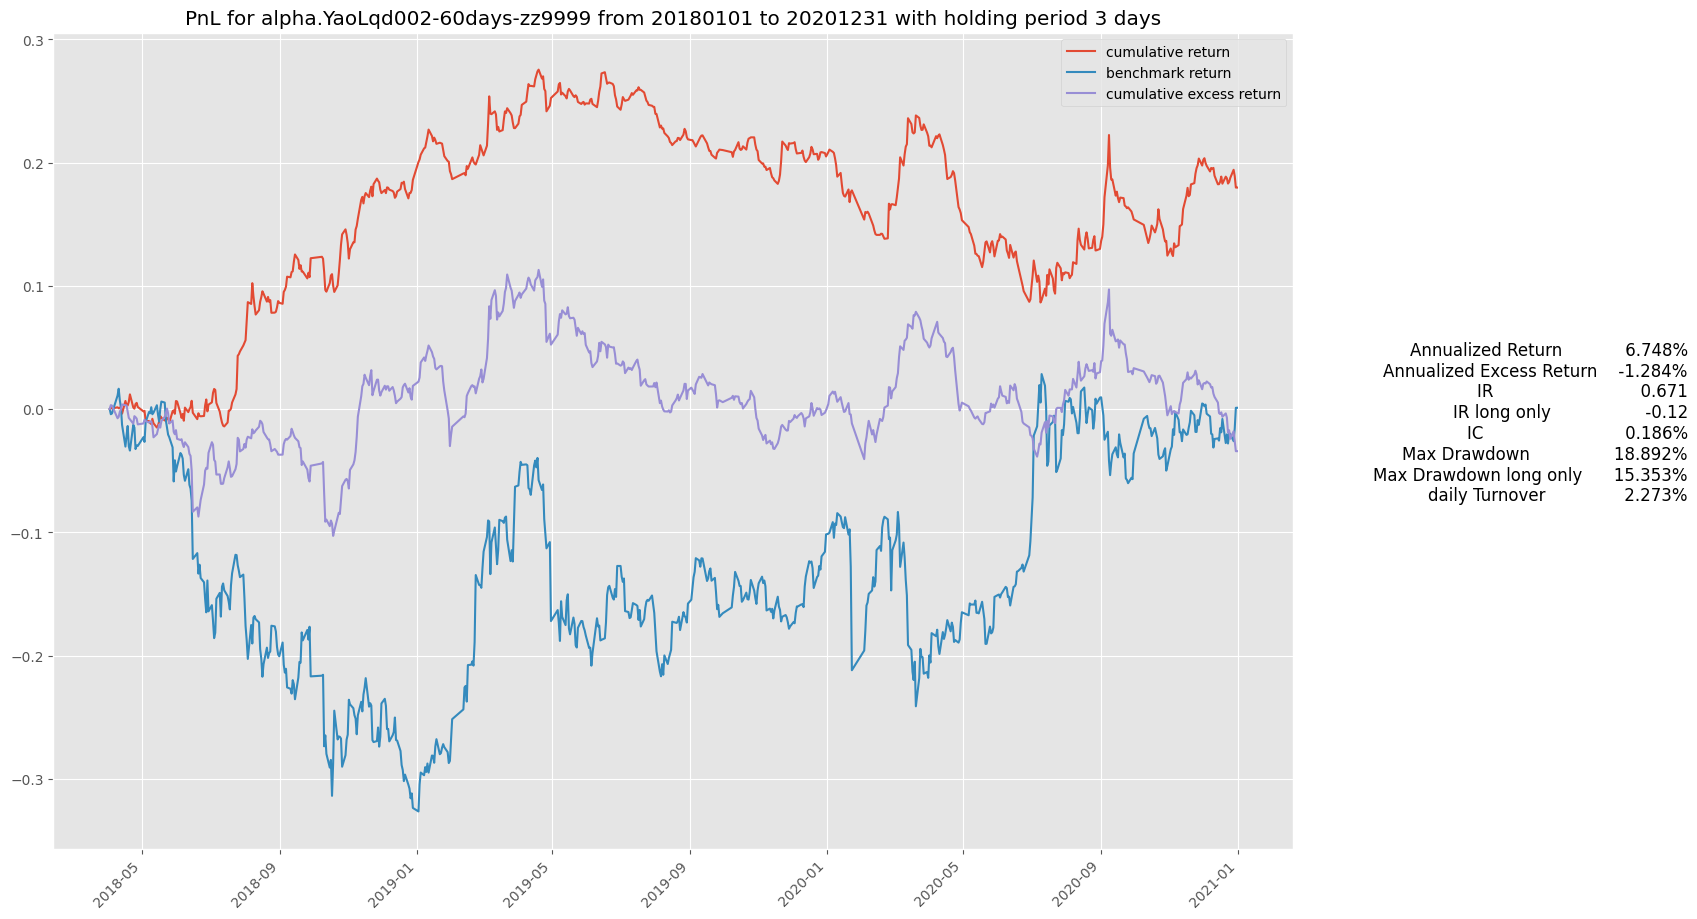 PnL for alpha.YaoLqd002-60days-zz9999 from 20180101 to 20201231 with holding period 3 days
cumulative return
benchmark return
cumulative excess return
0.3
0.2
0.1
0.0
−0.1
−0.2
−0.3
2018-05
2018-09
2019-01
2019-05
2019-09
2020-01
2020-05
2020-09
2021-01
Annualized Return 6.748%
Annualized Excess Return -1.284%
IR 0.671
IR long only -0.12
IC 0.186%
Max Drawdown 18.892%
Max Drawdown long only 15.353%
daily Turnover 2.273%